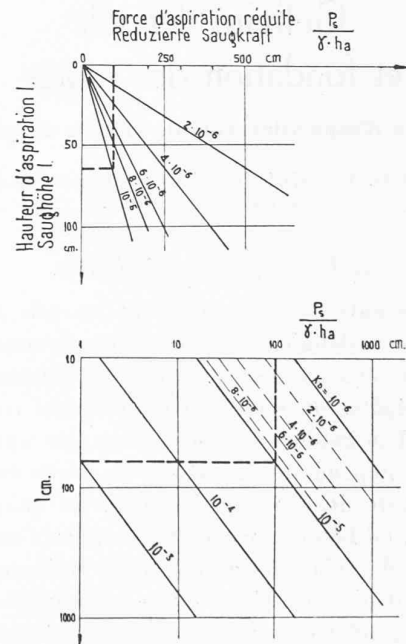 Force d'aspiration réduite
Reduzierte Saugkraft
Ps
γ·ha
0
250
500
cm
Hauteur d'aspiration l.
Saughöhe l.
0
50
100
cm.
2·10⁻⁶
4·10⁻⁶
6·10⁻⁶
8·10⁻⁶
10⁻⁵
Ps
γ·ha
1
10
100
1000
cm.
10
100
1000
l cm.
K₀=10⁻⁶
2·10⁻⁶
4·10⁻⁶
6·10⁻⁶
8·10⁻⁶
10⁻⁵
10⁻⁴
10⁻³